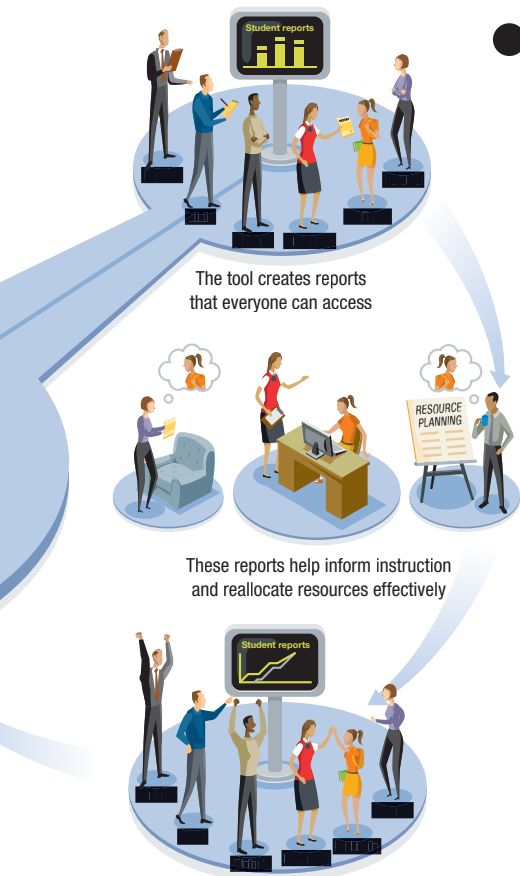 Student reports
The tool creates reports
that everyone can access
RESOURCE
PLANNING
These reports help inform instruction
and reallocate resources effectively
Student reports